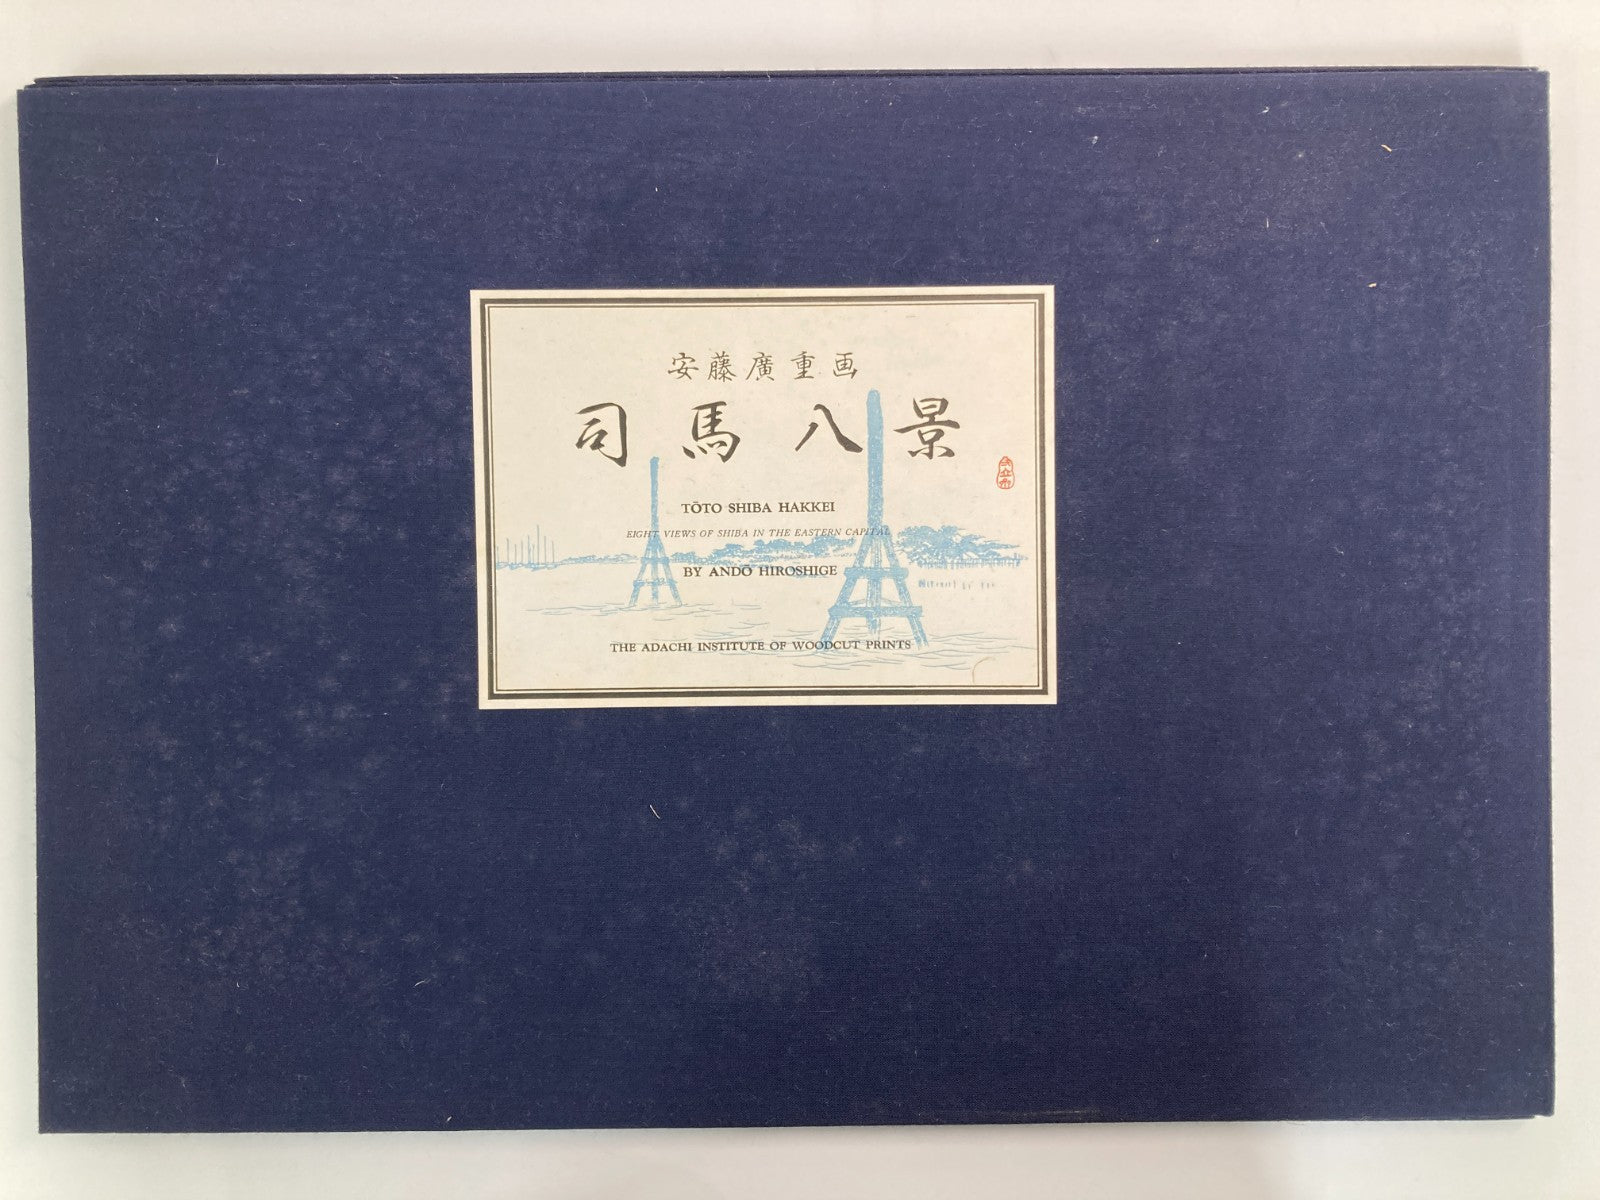 安藤廣重画
司馬八景
TŌTO SHIBA HAKKEI
EIGHT VIEWS OF SHIBA IN THE EASTERN CAPITAL
BY ANDŌ HIROSHIGE
THE ADACHI INSTITUTE OF WOODCUT PRINTS